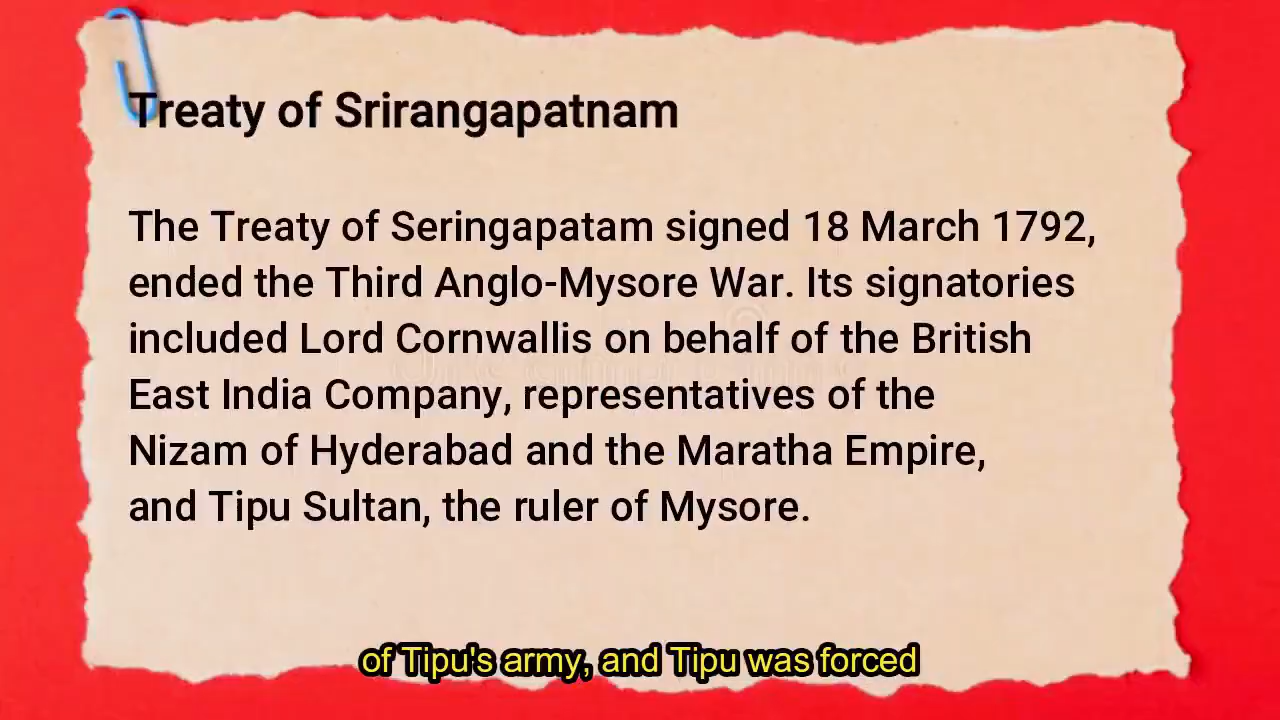 Treaty of Srirangapatnam
The Treaty of Seringapatam signed 18 March 1792,
ended the Third Anglo-Mysore War. Its signatories
included Lord Cornwallis on behalf of the British
East India Company, representatives of the
Nizam of Hyderabad and the Maratha Empire,
and Tipu Sultan, the ruler of Mysore.
of Tipu's army, and Tipu was forced